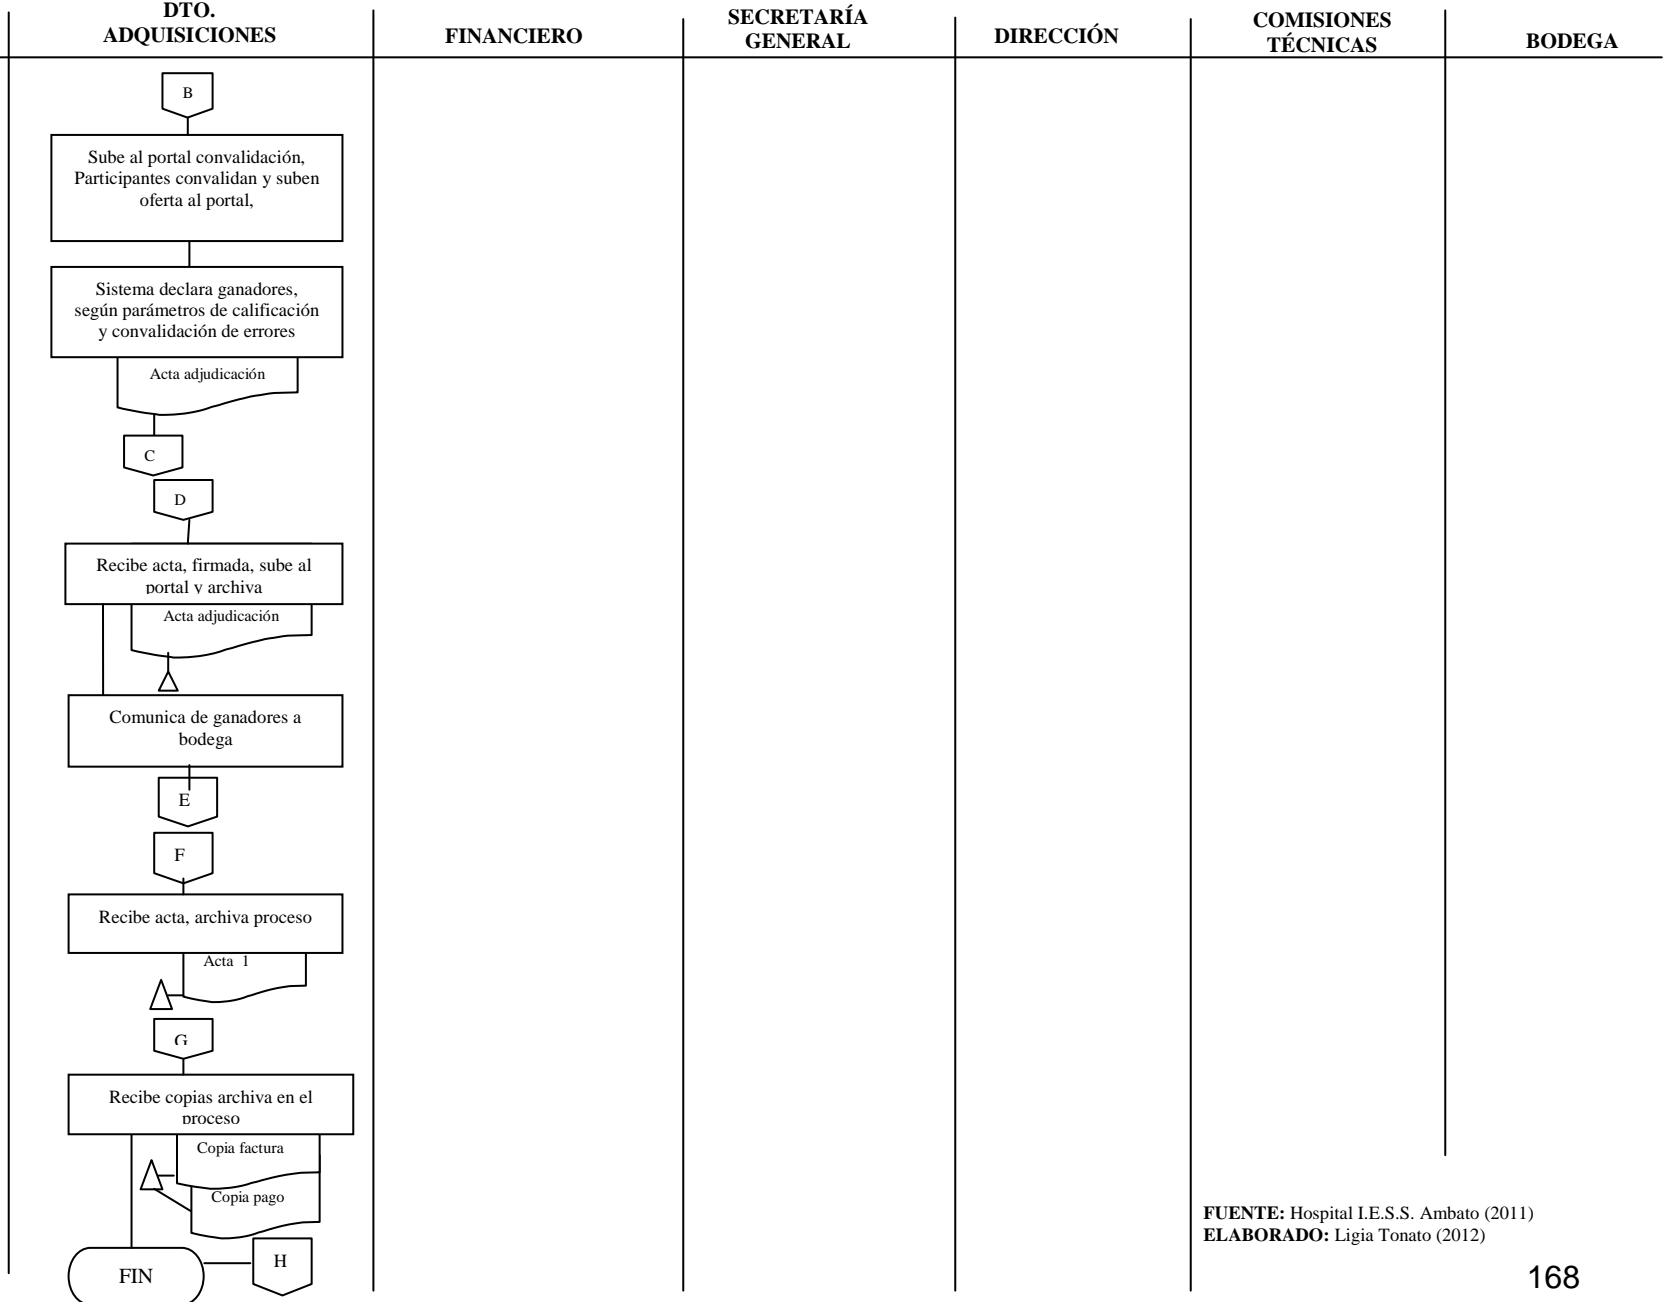 DTO.
ADQUISICIONES
FINANCIERO
SECRETARÍA
GENERAL
DIRECCIÓN
COMISIONES
TÉCNICAS
BODEGA
B
Sube al portal convalidación,
Participantes convalidan y suben
oferta al portal,
Sistema declara ganadores,
según parámetros de calificación
y convalidación de errores
Acta adjudicación
C
D
Recibe acta, firmada, sube al
portal y archiva
Acta adjudicación
Comunica de ganadores a
bodega
E
F
Recibe acta, archiva proceso
Acta 1
G
Recibe copias archiva en el
proceso
Copia factura
Copia pago
FIN
H
FUENTE: Hospital I.E.S.S. Ambato (2011)
ELABORADO: Ligia Tonato (2012)
168